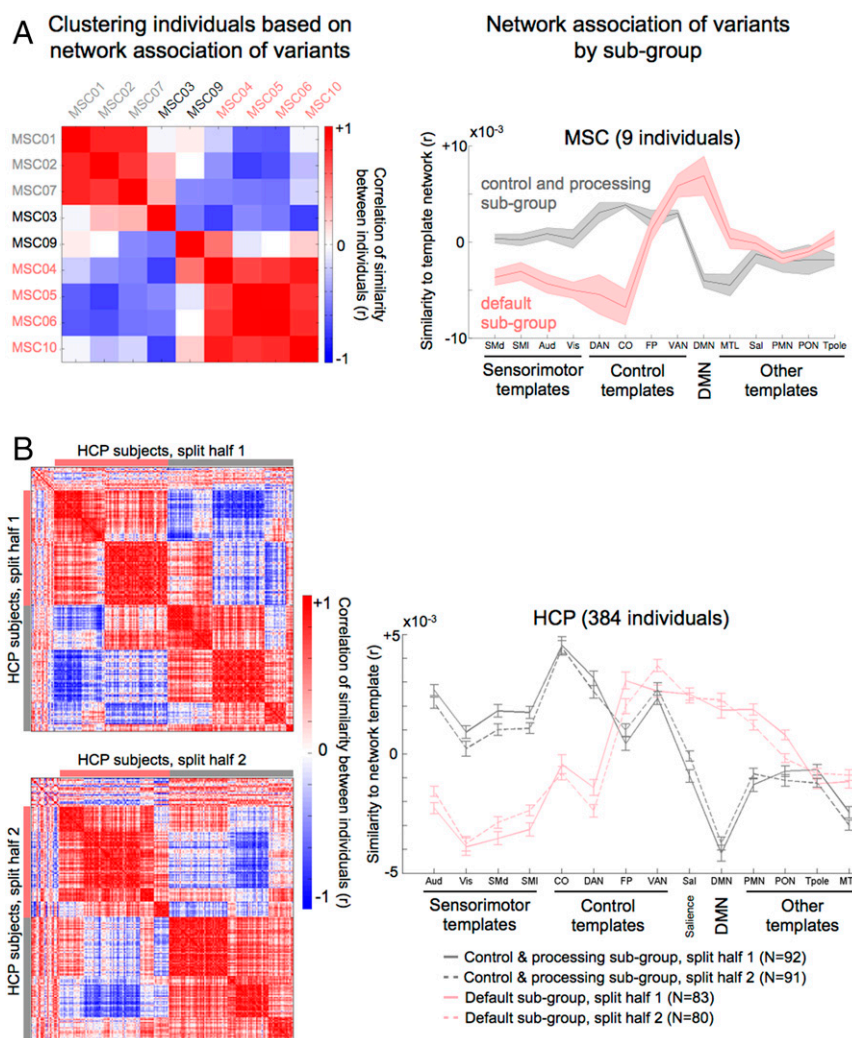 A
Clustering individuals based on
network association of variants
MSC01
MSC02
MSC07
MSC03
MSC09
MSC04
MSC05
MSC06
MSC10
MSC01
MSC02
MSC07
MSC03
MSC09
MSC04
MSC05
MSC06
MSC10
+1
0
-1
Correlation of similarity
between individuals (r)
Network association of variants
by sub-group
MSC (9 individuals)
x10-3
+10
0
-10
Similarity to template network (r)
control and processing
sub-group
default
sub-group
SMd SMl Aud Vis DAN CO FP VAN DMN MTL Sal PMN PON Tpole
Sensorimotor
templates
Control
templates
DMN
Other
templates
B
HCP subjects, split half 1
HCP subjects, split half 1
HCP subjects, split half 2
HCP subjects, split half 2
+1
0
-1
Correlation of similarity between individuals (r)
HCP (384 individuals)
x10-3
+5
0
-5
Similarity to network template (r)
Aud Vis SMd SMl CO DAN FP VAN Sal DMN PMN PON Tpole MT
Sensorimotor
templates
Control
templates
Salience
DMN
Other
templates
Control & processing sub-group, split half 1 (N=92)
Control & processing sub-group, split half 2 (N=91)
Default sub-group, split half 1 (N=83)
Default sub-group, split half 2 (N=80)